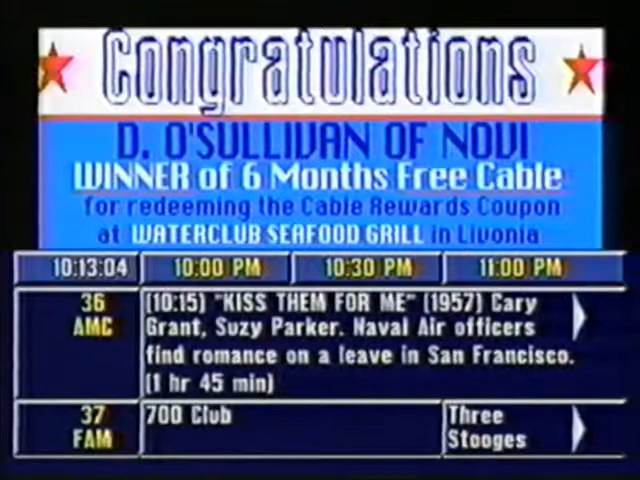 Congratulations
D. O'SULLIVAN OF NOVI
WINNER of 6 Months Free Cable
for redeeming the Cable Rewards Coupon
at WATERCLUB SEAFOOD GRILL in Livonia
10:13:04 10:00 PM 10:30 PM 11:00 PM
36 (10:15) "KISS THEM FOR ME" (1957) Cary
AMC Grant, Suzy Parker. Naval Air officers
find romance on a leave in San Francisco.
(1 hr 45 min)
37 700 Club Three
FAM Stooges